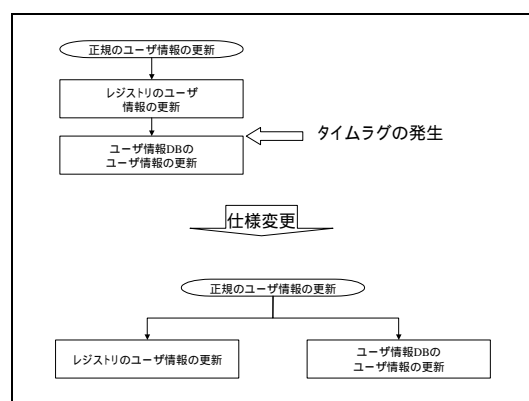 正規のユーザ情報の更新
レジストリのユーザ
情報の更新
タイムラグの発生
ユーザ情報DBの
ユーザ情報の更新
仕様変更
正規のユーザ情報の更新
レジストリのユーザ情報の更新
ユーザ情報DBの
ユーザ情報の更新